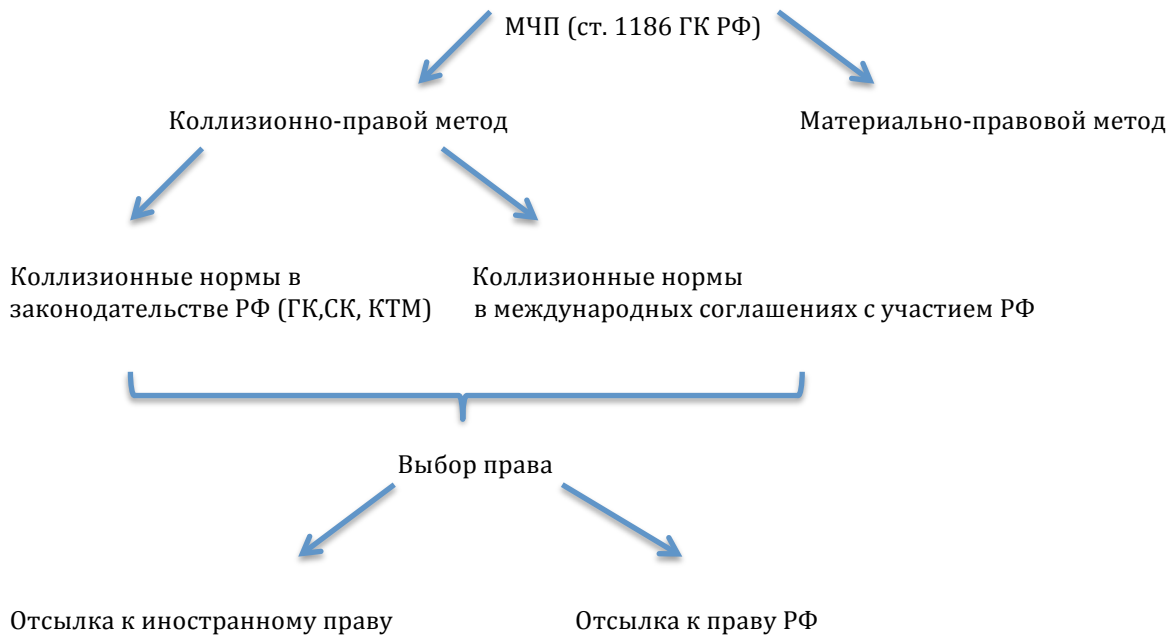 МЧП (ст. 1186 ГК РФ)
Коллизионно-правой метод
Материально-правовой метод
Коллизионные нормы в
законодательстве РФ (ГК,СК, КТМ)
Коллизионные нормы
в международных соглашениях с участием РФ
Выбор права
Отсылка к иностранному праву
Отсылка к праву РФ